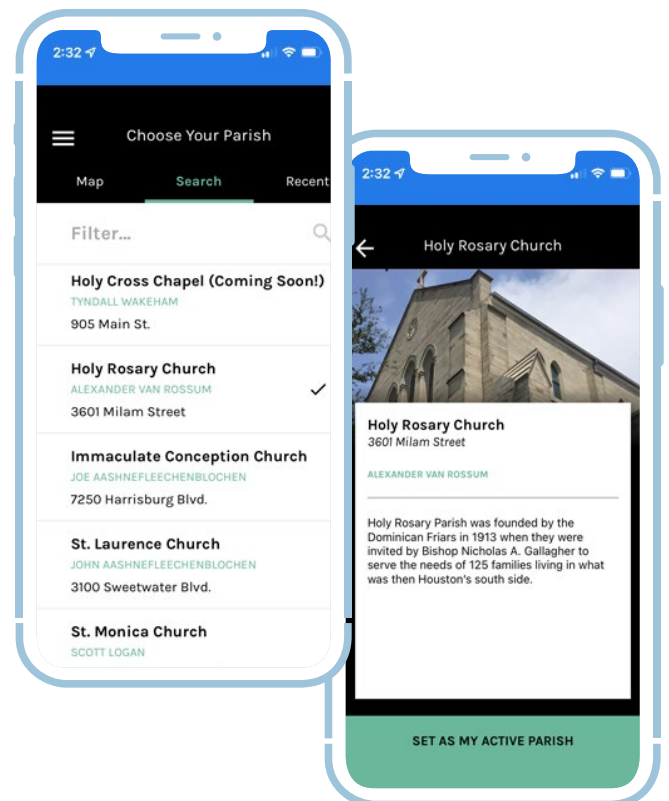 2:32
Choose Your Parish
Map Search Recent
Filter...
Holy Cross Chapel (Coming Soon!)
TYNDALL WAKEHAM
905 Main St.
Holy Rosary Church
ALEXANDER VAN ROSSUM
3601 Milam Street
Immaculate Conception Church
JOE AASHNEFLEECHENBLOCHEN
7250 Harrisburg Blvd.
St. Laurence Church
JOHN AASHNEFLEECHENBLOCHEN
3100 Sweetwater Blvd.
St. Monica Church
SCOTT LOGAN
2:32
Holy Rosary Church
Holy Rosary Church
3601 Milam Street
ALEXANDER VAN ROSSUM
Holy Rosary Parish was founded by the
Dominican Friars in 1913 when they were
invited by Bishop Nicholas A. Gallagher to
serve the needs of 125 families living in what
was then Houston's south side.
SET AS MY ACTIVE PARISH